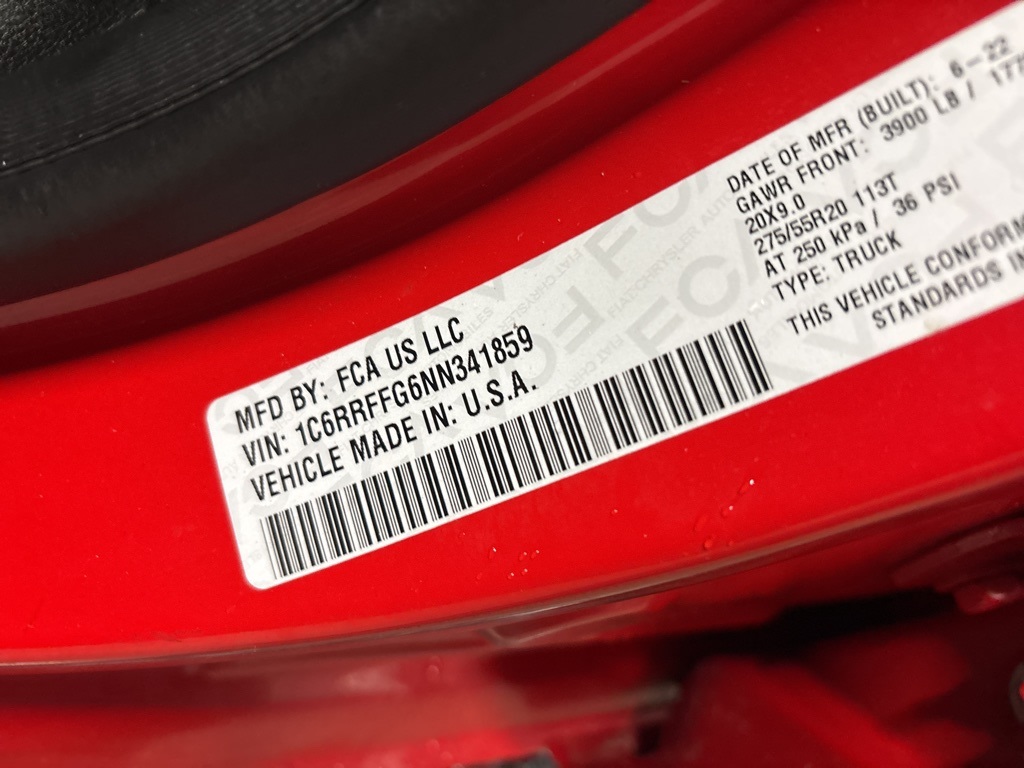 MFD BY: FCA US LLC
VIN: 1C6RRFFG6NN341859
VEHICLE MADE IN: U.S.A.
DATE OF MFR (BUILT): 6-22
GAWR FRONT: 3900 LB /
20X9.0
275/55R20 113T
AT 250 kPa / 36 PSI
TYPE: TRUCK
THIS VEHICLE
STANDARDS IN